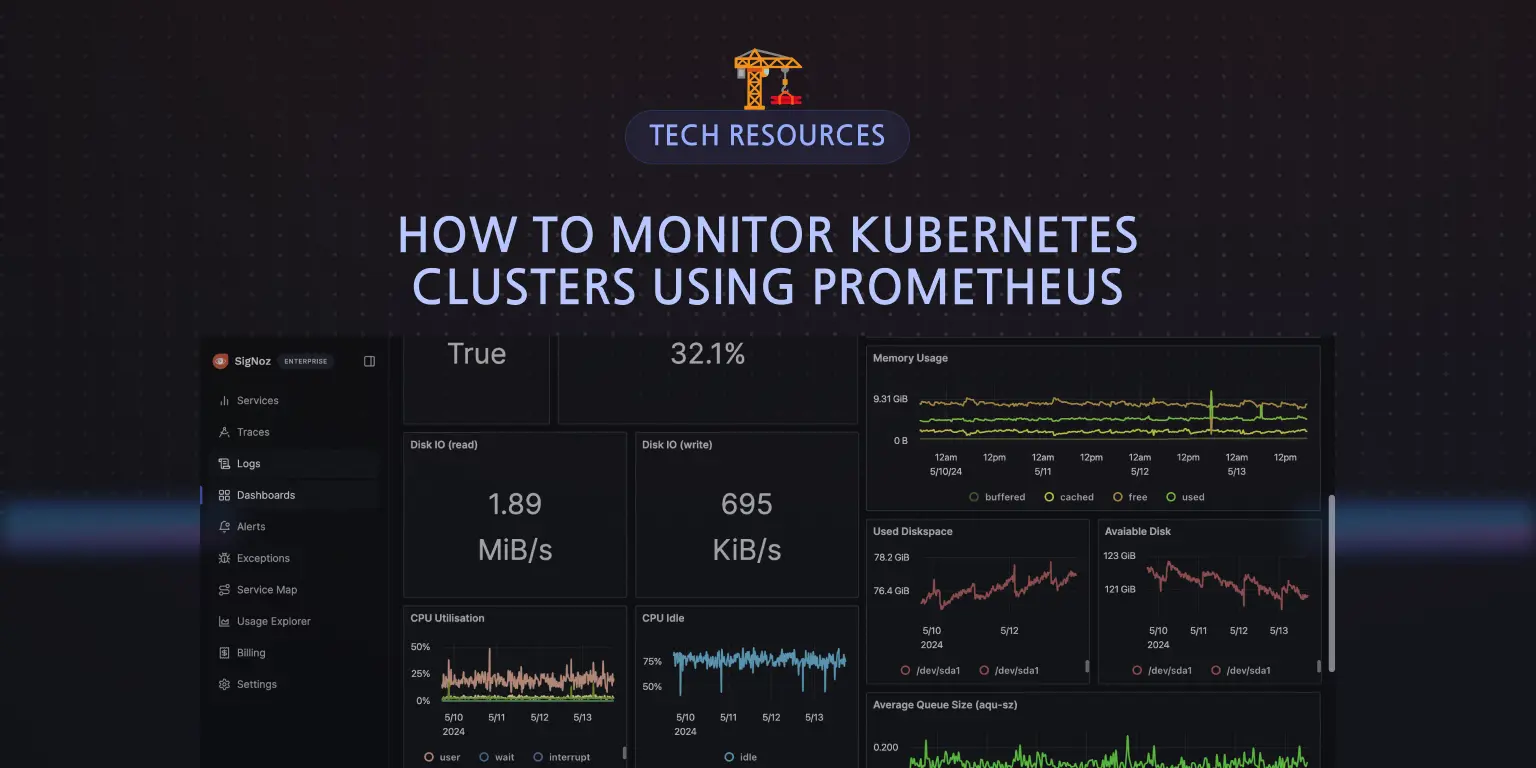 TECH RESOURCES
HOW TO MONITOR KUBERNETES
CLUSTERS USING PROMETHEUS
SigNoz ENTERPRISE
Services
Traces
Logs
Dashboards
Alerts
Exceptions
Service Map
Usage Explorer
Billing
Settings
True
32.1%
Disk IO (read)
1.89
MiB/s
Disk IO (write)
695
KiB/s
CPU Utilisation
50%
25%
0%
5/10 5/11 5/12 5/13
2024
user wait interrupt
CPU Idle
75%
50%
5/10 5/11 5/12 5/13
2024
idle
Memory Usage
9.31 GiB
0 B
12am 12pm 12am 12pm 12am 12pm 12am 12pm
5/10/24 5/11 5/12 5/13
buffered cached free used
Used Diskspace
78.2 GiB
76.4 GiB
5/10 5/12
2024
/dev/sda1 /dev/sda1
Avaiable Disk
123 GiB
121 GiB
5/10 5/11 5/12 5/13
2024
/dev/sda1 /dev/sda1
Average Queue Size (aqu-sz)
0.200